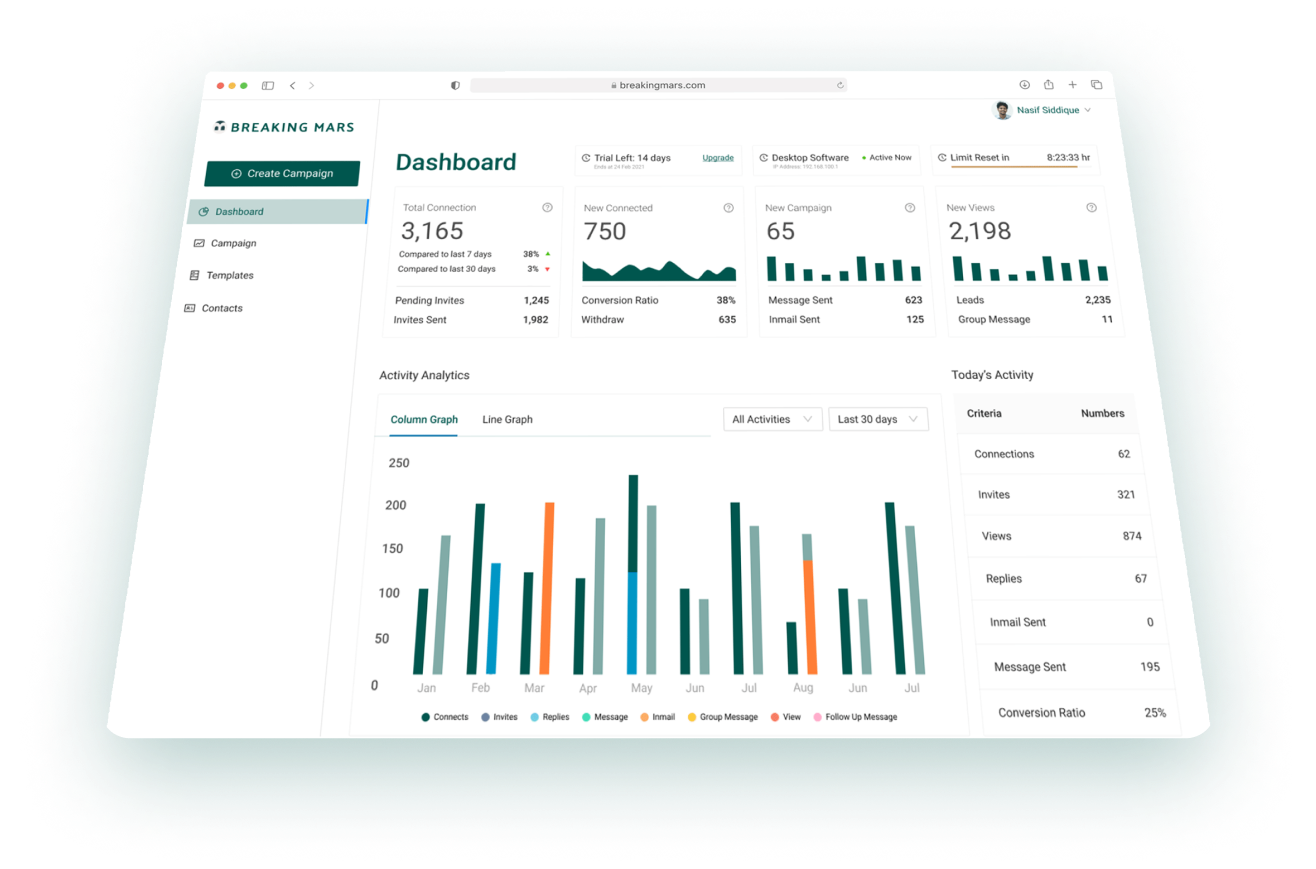 breakingmars.com
Nasif Siddique
BREAKING MARS
Create Campaign
Dashboard
Campaign
Templates
Contacts
Dashboard
Trial Left: 14 days Upgrade
Ends at 24 Feb 2021
Desktop Software Active Now
IP Address: 192.168.100.1
Limit Reset in 8:23:33 hr
Total Connection
3,165
Compared to last 7 days 38%
Compared to last 30 days 3%
Pending Invites 1,245
Invites Sent 1,982
New Connected
750
Conversion Ratio 38%
Withdraw 635
New Campaign
65
Message Sent 623
Inmail Sent 125
New Views
2,198
Leads 2,235
Group Message 11
Activity Analytics
Column Graph Line Graph All Activities Last 30 days
250
200
150
100
50
0
Jan Feb Mar Apr May Jun Jul Aug Jun Jul
Connects Invites Replies Message Inmail Group Message View Follow Up Message
Today's Activity
Criteria Numbers
Connections 62
Invites 321
Views 874
Replies 67
Inmail Sent 0
Message Sent 195
Conversion Ratio 25%